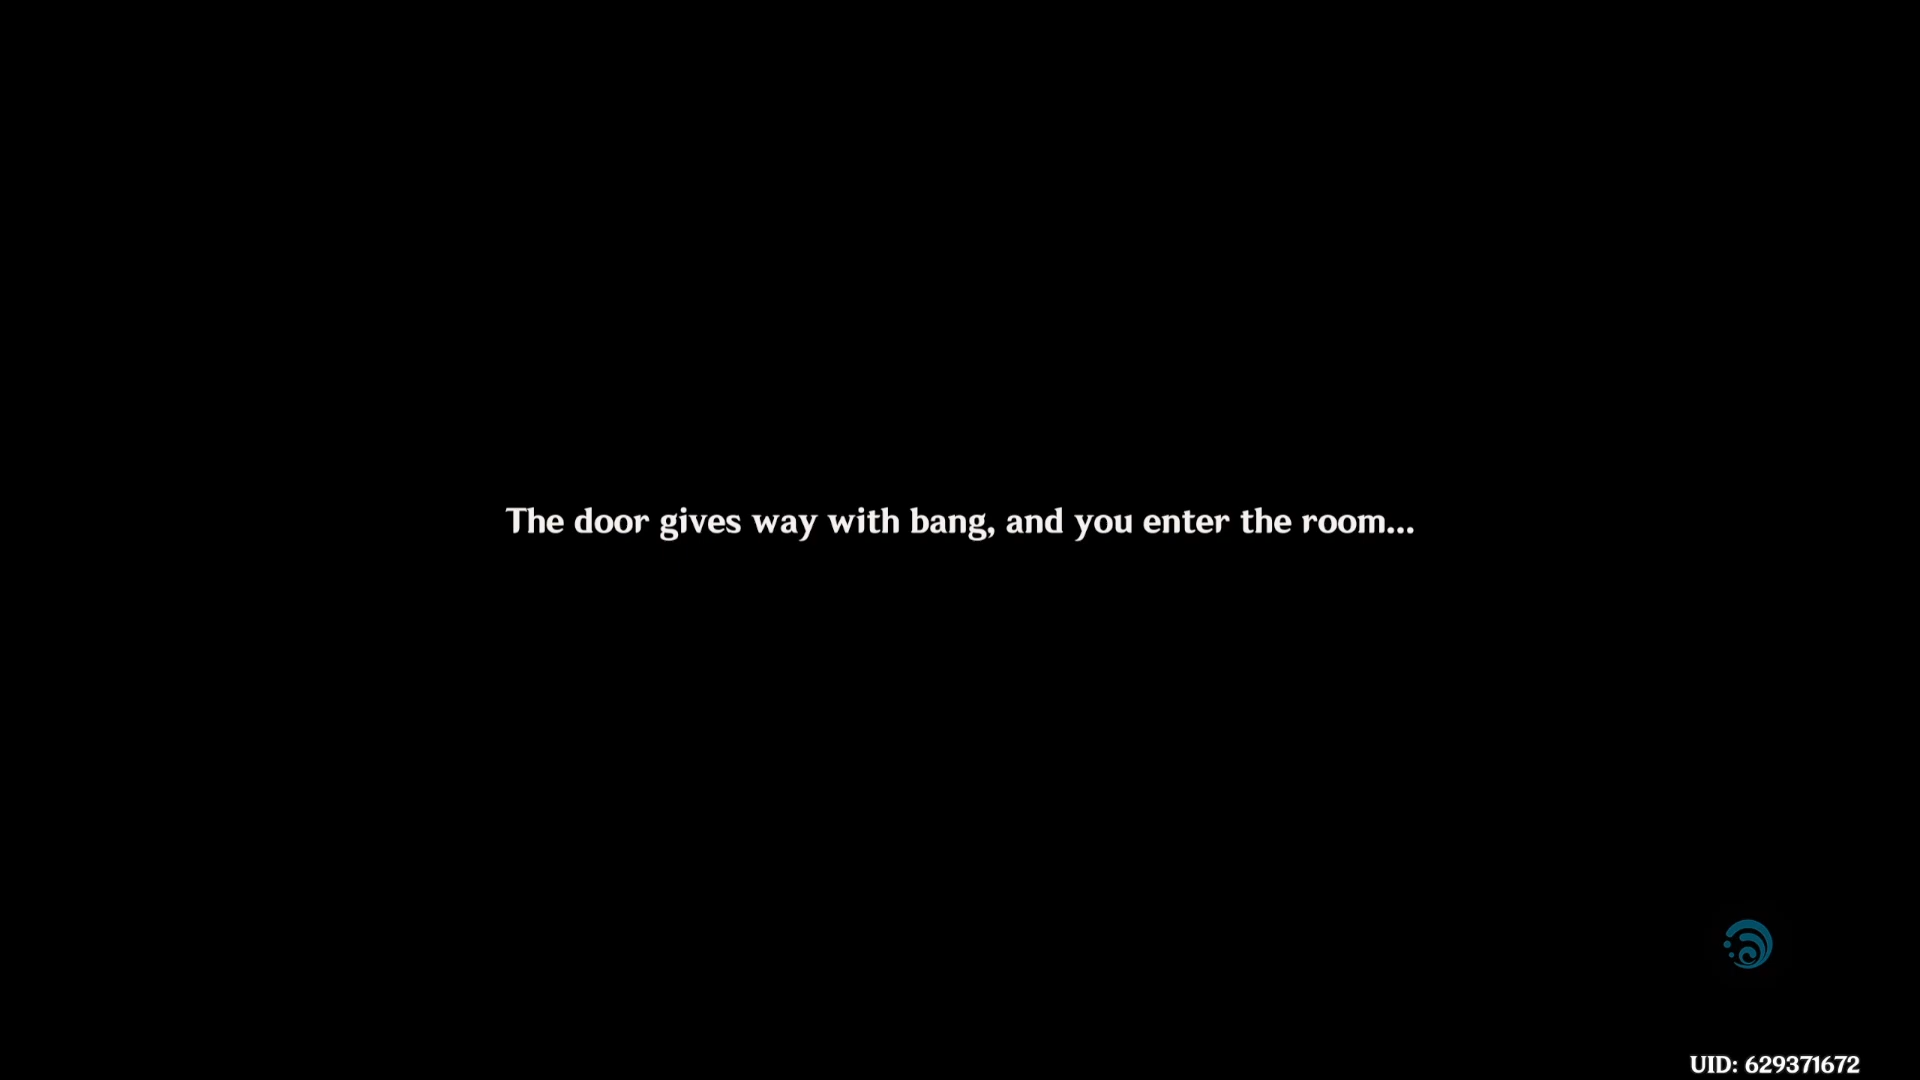 The door gives way with bang, and you enter the room...
UID: 629371672